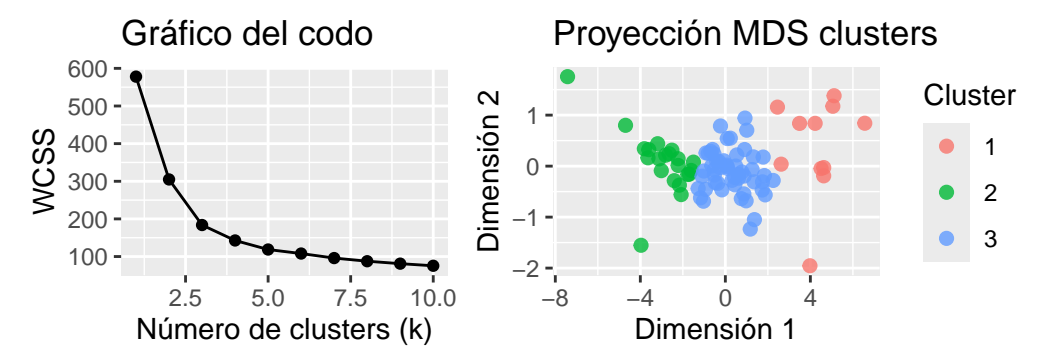 Gráfico del codo
600
500
400
300
200
100
WCSS
2.5 5.0 7.5 10.0
Número de clusters (k)
Proyección MDS clusters
1
0
−1
−2
Dimensión 2
−8 −4 0 4
Dimensión 1
Cluster
1
2
3